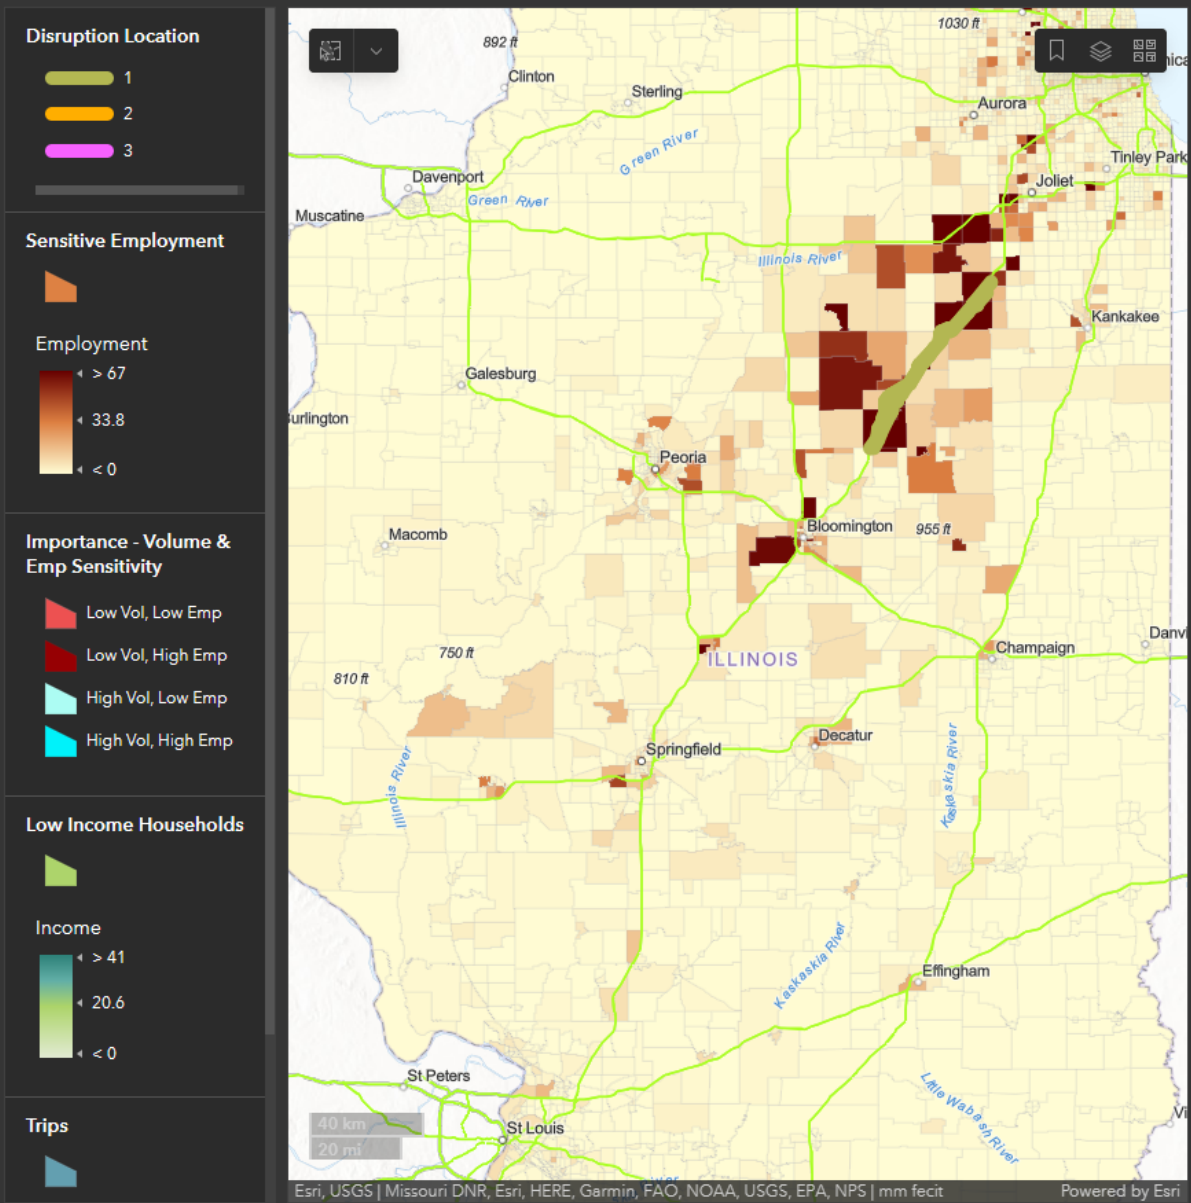 Disruption Location
1
2
3
Sensitive Employment
Employment
> 67
33.8
< 0
Importance - Volume &
Emp Sensitivity
Low Vol, Low Emp
Low Vol, High Emp
High Vol, Low Emp
High Vol, High Emp
Low Income Households
Income
> 41
20.6
< 0
Trips
1030 ft
892 ft
Clinton
Sterling
Aurora
Green River
Tinley Park
Davenport
Joliet
Green River
Muscatine
Illinois River
Kankakee
Galesburg
Peoria
Bloomington
955 ft
Macomb
Champaign
750 ft
ILLINOIS
810 ft
Decatur
Springfield
Kaskaskia River
Illinois River
Kaskaskia River
Effingham
St Peters
Little Wabash River
40 km
St Louis
20 mi
Esri, USGS | Missouri DNR, Esri, HERE, Garmin, FAO, NOAA, USGS, EPA, NPS | mm fecit
Powered by Esri